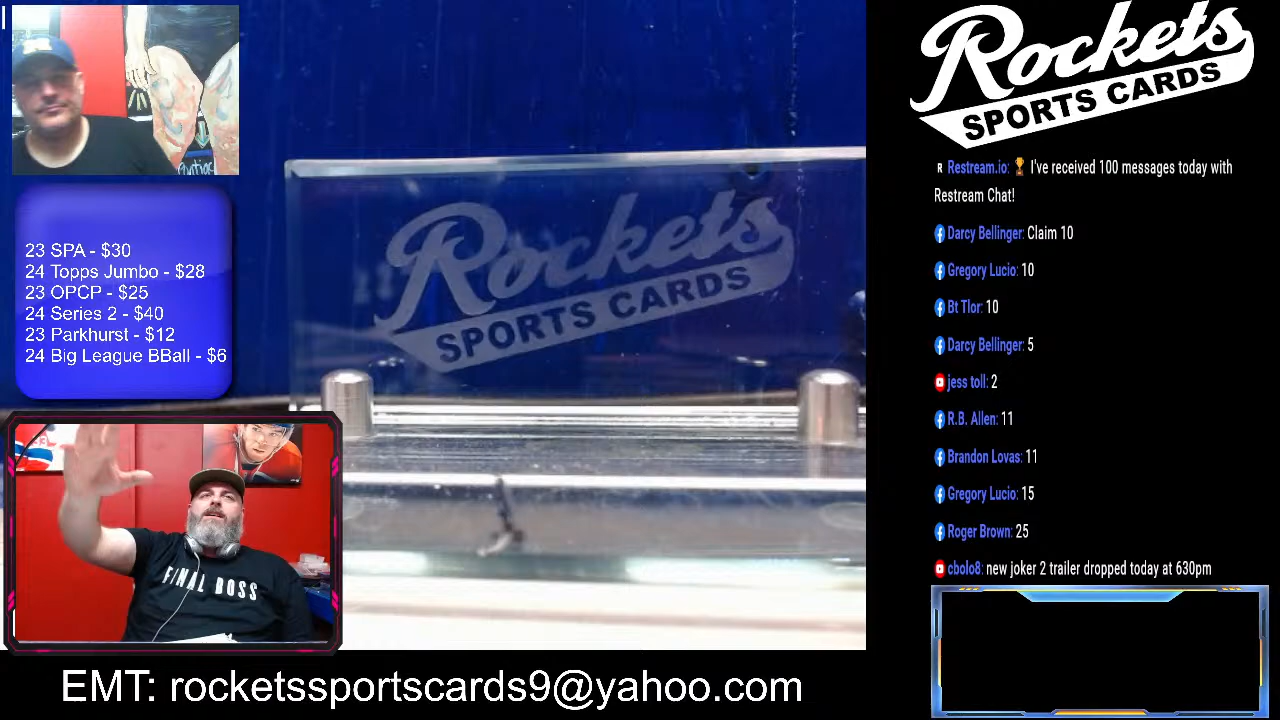 23 SPA - $30
24 Topps Jumbo - $28
23 OPCP - $25
24 Series 2 - $40
23 Parkhurst - $12
24 Big League BBall - $6
Rockets
SPORTS CARDS
FINAL BOSS
Rockets
SPORTS CARDS
R Restream.io: 🏆 I've received 100 messages today with
Restream Chat!
Darcy Bellinger: Claim 10
Gregory Lucio: 10
Bt Tlor: 10
Darcy Bellinger: 5
jess toll: 2
R.B. Allen: 11
Brandon Lovas: 11
Gregory Lucio: 15
Roger Brown: 25
cbolo8: new joker 2 trailer dropped today at 630pm
EMT: rocketssportscards9@yahoo.com